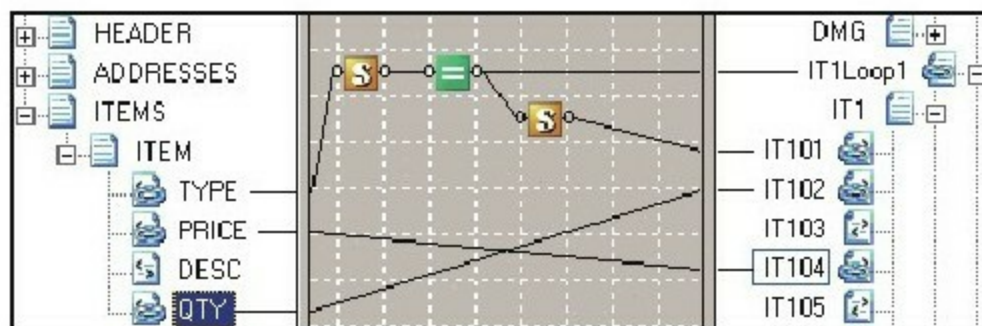 HEADER
ADDRESSES
ITEMS
ITEM
TYPE
PRICE
DESC
QTY
S
=
S
DMG
IT1Loop1
IT1
IT101
IT102
IT103
IT104
IT105